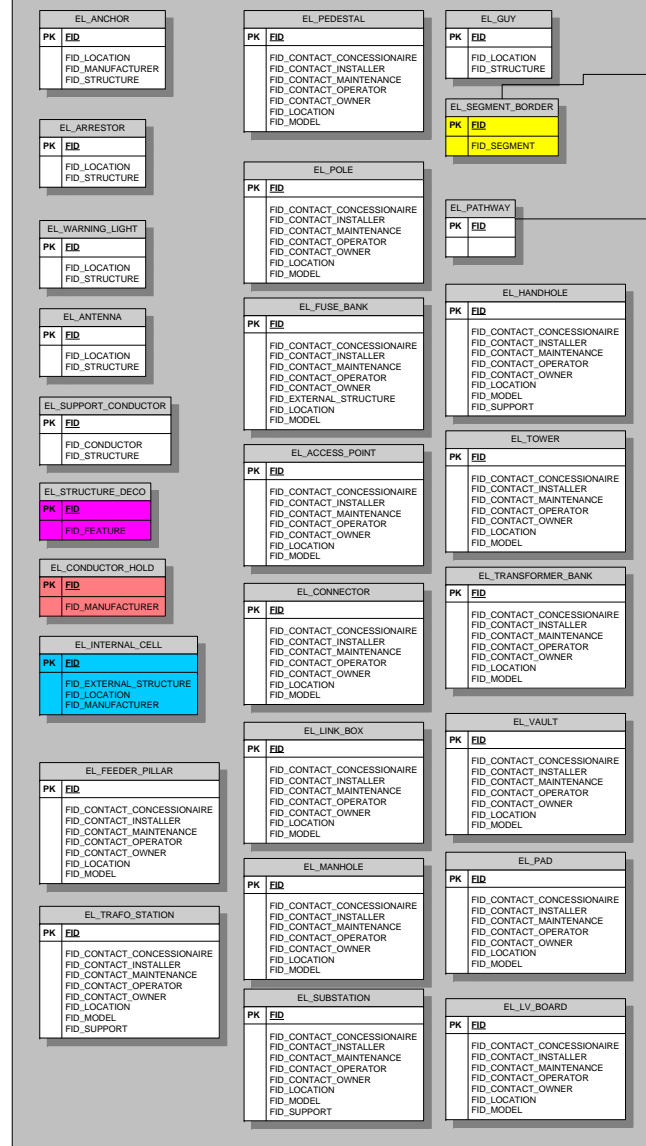 EL_ANCHOR
PK FID
FID_LOCATION
FID_MANUFACTURER
FID_STRUCTURE
EL_ARRESTOR
PK FID
FID_LOCATION
FID_STRUCTURE
EL_WARNING_LIGHT
PK FID
FID_LOCATION
FID_STRUCTURE
EL_ANTENNA
PK FID
FID_LOCATION
FID_STRUCTURE
EL_SUPPORT_CONDUCTOR
PK FID
FID_CONDUCTOR
FID_STRUCTURE
EL_STRUCTURE_DECO
PK FID
FID_FEATURE
EL_CONDUCTOR_HOLD
PK FID
FID_MANUFACTURER
EL_INTERNAL_CELL
PK FID
FID_EXTERNAL_STRUCTURE
FID_LOCATION
FID_MANUFACTURER
EL_FEEDER_PILLAR
PK FID
FID_CONTACT_CONCESSIONAIRE
FID_CONTACT_INSTALLER
FID_CONTACT_MAINTENANCE
FID_CONTACT_OPERATOR
FID_CONTACT_OWNER
FID_LOCATION
FID_MODEL
EL_TRAFO_STATION
PK FID
FID_CONTACT_CONCESSIONAIRE
FID_CONTACT_INSTALLER
FID_CONTACT_MAINTENANCE
FID_CONTACT_OPERATOR
FID_CONTACT_OWNER
FID_LOCATION
FID_MODEL
FID_SUPPORT
EL_PEDESTAL
PK FID
FID_CONTACT_CONCESSIONAIRE
FID_CONTACT_INSTALLER
FID_CONTACT_MAINTENANCE
FID_CONTACT_OPERATOR
FID_CONTACT_OWNER
FID_LOCATION
FID_MODEL
EL_POLE
PK FID
FID_CONTACT_CONCESSIONAIRE
FID_CONTACT_INSTALLER
FID_CONTACT_MAINTENANCE
FID_CONTACT_OPERATOR
FID_CONTACT_OWNER
FID_LOCATION
FID_MODEL
EL_FUSE_BANK
PK FID
FID_CONTACT_CONCESSIONAIRE
FID_CONTACT_INSTALLER
FID_CONTACT_MAINTENANCE
FID_CONTACT_OPERATOR
FID_CONTACT_OWNER
FID_EXTERNAL_STRUCTURE
FID_LOCATION
FID_MODEL
EL_ACCESS_POINT
PK FID
FID_CONTACT_CONCESSIONAIRE
FID_CONTACT_INSTALLER
FID_CONTACT_MAINTENANCE
FID_CONTACT_OPERATOR
FID_CONTACT_OWNER
FID_LOCATION
FID_MODEL
EL_CONNECTOR
PK FID
FID_CONTACT_CONCESSIONAIRE
FID_CONTACT_INSTALLER
FID_CONTACT_MAINTENANCE
FID_CONTACT_OPERATOR
FID_CONTACT_OWNER
FID_LOCATION
FID_MODEL
EL_LINK_BOX
PK FID
FID_CONTACT_CONCESSIONAIRE
FID_CONTACT_INSTALLER
FID_CONTACT_MAINTENANCE
FID_CONTACT_OPERATOR
FID_CONTACT_OWNER
FID_LOCATION
FID_MODEL
EL_MANHOLE
PK FID
FID_CONTACT_CONCESSIONAIRE
FID_CONTACT_INSTALLER
FID_CONTACT_MAINTENANCE
FID_CONTACT_OPERATOR
FID_CONTACT_OWNER
FID_LOCATION
FID_MODEL
EL_SUBSTATION
PK FID
FID_CONTACT_CONCESSIONAIRE
FID_CONTACT_INSTALLER
FID_CONTACT_MAINTENANCE
FID_CONTACT_OPERATOR
FID_CONTACT_OWNER
FID_LOCATION
FID_MODEL
FID_SUPPORT
EL_GUY
PK FID
FID_LOCATION
FID_STRUCTURE
EL_SEGMENT_BORDER
PK FID
FID_SEGMENT
EL_PATHWAY
PK FID
EL_HANDHOLE
PK FID
FID_CONTACT_CONCESSIONAIRE
FID_CONTACT_INSTALLER
FID_CONTACT_MAINTENANCE
FID_CONTACT_OPERATOR
FID_CONTACT_OWNER
FID_LOCATION
FID_MODEL
FID_SUPPORT
EL_TOWER
PK FID
FID_CONTACT_CONCESSIONAIRE
FID_CONTACT_INSTALLER
FID_CONTACT_MAINTENANCE
FID_CONTACT_OPERATOR
FID_CONTACT_OWNER
FID_LOCATION
FID_MODEL
EL_TRANSFORMER_BANK
PK FID
FID_CONTACT_CONCESSIONAIRE
FID_CONTACT_INSTALLER
FID_CONTACT_MAINTENANCE
FID_CONTACT_OPERATOR
FID_CONTACT_OWNER
FID_LOCATION
FID_MODEL
EL_VAULT
PK FID
FID_CONTACT_CONCESSIONAIRE
FID_CONTACT_INSTALLER
FID_CONTACT_MAINTENANCE
FID_CONTACT_OPERATOR
FID_CONTACT_OWNER
FID_LOCATION
FID_MODEL
EL_PAD
PK FID
FID_CONTACT_CONCESSIONAIRE
FID_CONTACT_INSTALLER
FID_CONTACT_MAINTENANCE
FID_CONTACT_OPERATOR
FID_CONTACT_OWNER
FID_LOCATION
FID_MODEL
EL_LV_BOARD
PK FID
FID_CONTACT_CONCESSIONAIRE
FID_CONTACT_INSTALLER
FID_CONTACT_MAINTENANCE
FID_CONTACT_OPERATOR
FID_CONTACT_OWNER
FID_LOCATION
FID_MODEL